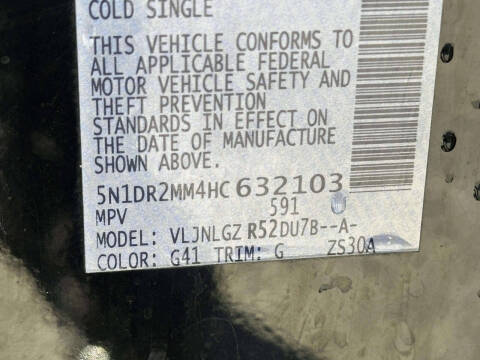 COLD SINGLE
THIS VEHICLE CONFORMS TO
ALL APPLICABLE FEDERAL
MOTOR VEHICLE SAFETY AND
THEFT PREVENTION
STANDARDS IN EFFECT ON
THE DATE OF MANUFACTURE
SHOWN ABOVE.
5N1DR2MM4HC632103
MPV 591
MODEL: VLJNLGZ R52DU7B--A-
COLOR: G41 TRIM: G ZS30A